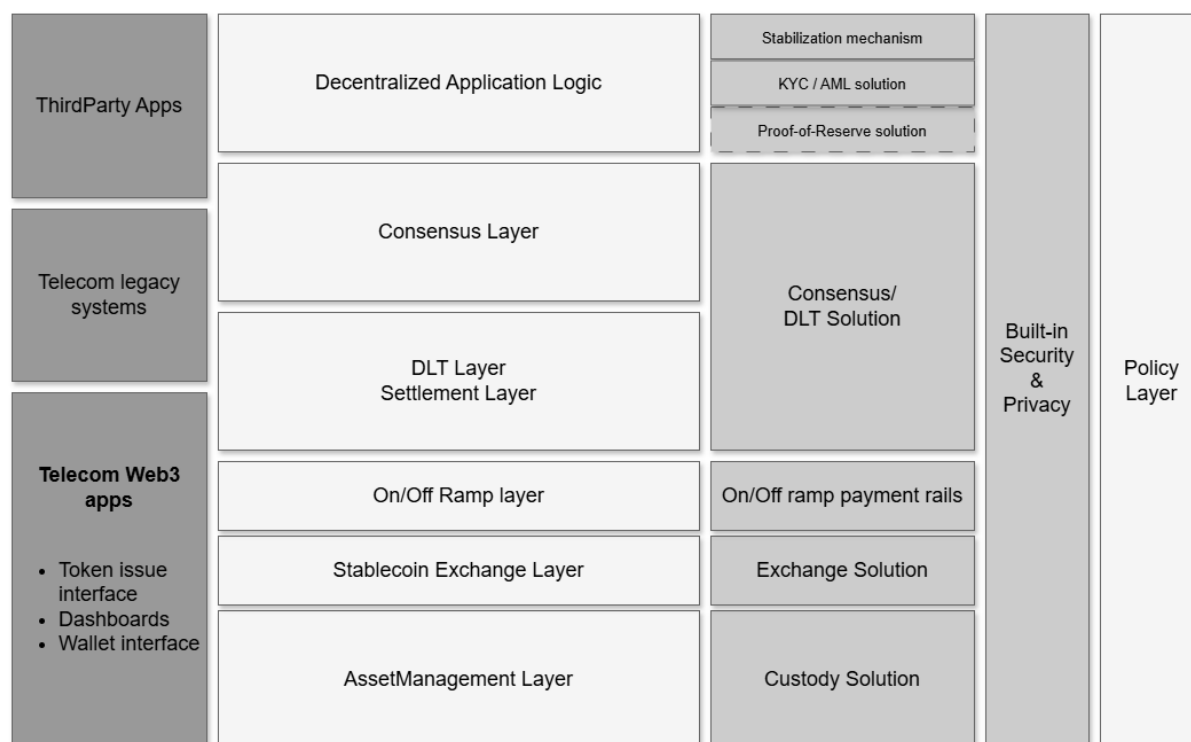 ThirdParty Apps
Telecom legacy
systems
Telecom Web3
apps
• Token issue
interface
• Dashboards
• Wallet interface
Decentralized Application Logic
Consensus Layer
DLT Layer
Settlement Layer
On/Off Ramp layer
Stablecoin Exchange Layer
AssetManagement Layer
Stabilization mechanism
KYC / AML solution
Proof-of-Reserve solution
Consensus/
DLT Solution
On/Off ramp payment rails
Exchange Solution
Custody Solution
Built-in
Security
&
Privacy
Policy
Layer